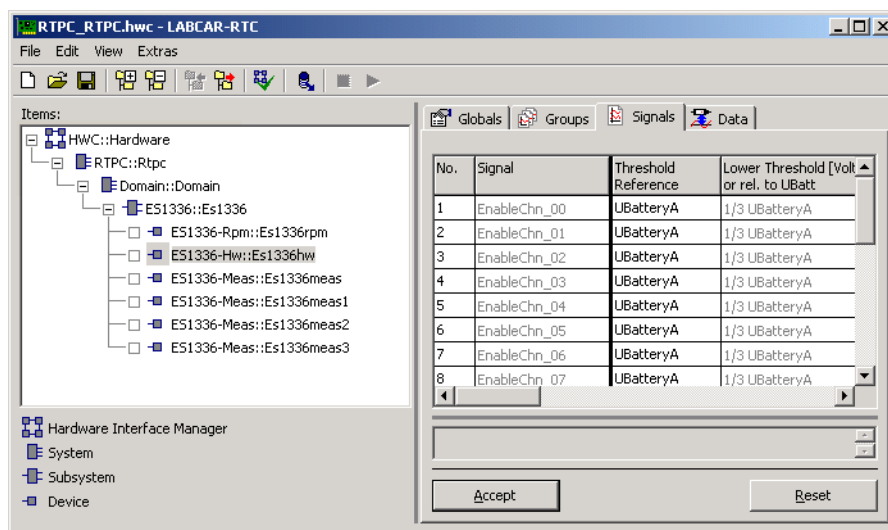 RTPC_RTPC.hwc - LABCAR-RTC
File Edit View Extras
Items:
HWC::Hardware
RTPC::Rtpc
Domain::Domain
ES1336::Es1336
ES1336-Rpm::Es1336rpm
ES1336-Hw::Es1336hw
ES1336-Meas::Es1336meas
ES1336-Meas::Es1336meas1
ES1336-Meas::Es1336meas2
ES1336-Meas::Es1336meas3
Hardware Interface Manager
System
Subsystem
Device
Globals Groups Signals Data
No. Signal Threshold Lower Threshold [Volt
Reference or rel. to UBatt
1 EnableChn_00 UBatteryA 1/3 UBatteryA
2 EnableChn_01 UBatteryA 1/3 UBatteryA
3 EnableChn_02 UBatteryA 1/3 UBatteryA
4 EnableChn_03 UBatteryA 1/3 UBatteryA
5 EnableChn_04 UBatteryA 1/3 UBatteryA
6 EnableChn_05 UBatteryA 1/3 UBatteryA
7 EnableChn_06 UBatteryA 1/3 UBatteryA
8 EnableChn_07 UBatteryA 1/3 UBatteryA
Accept Reset